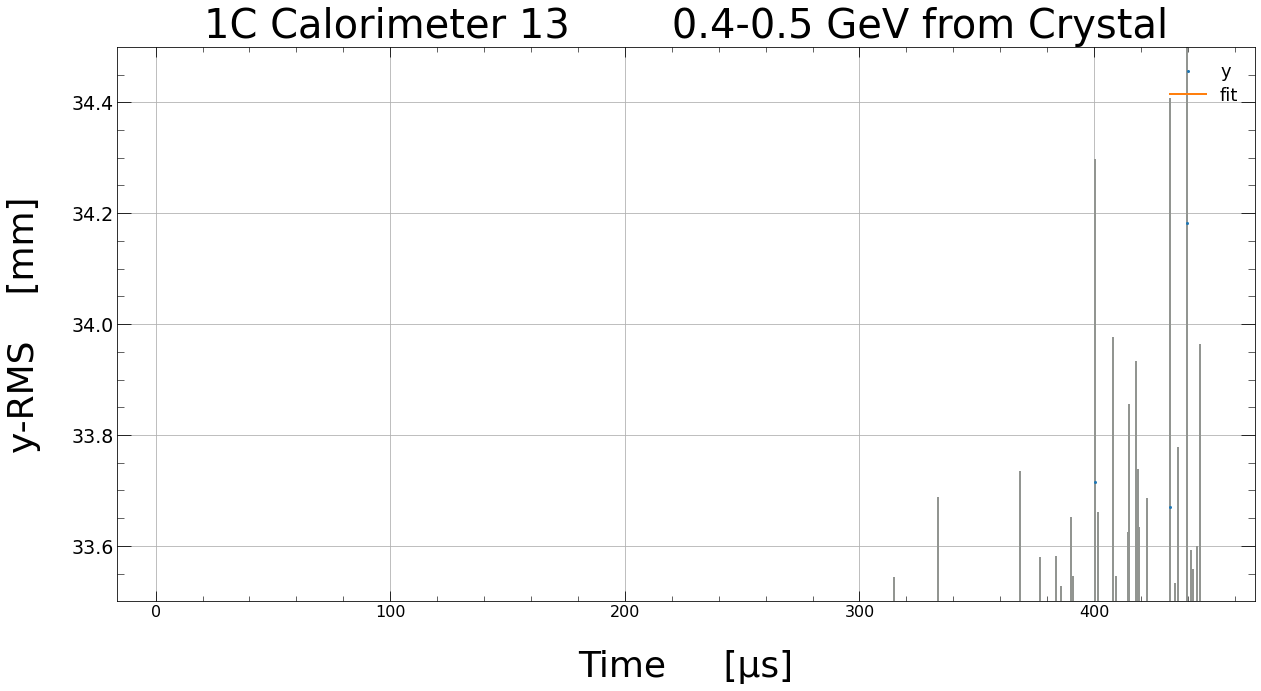 1C Calorimeter 13 0.4-0.5 GeV from Crystal
y
fit
34.4
34.2
34.0
33.8
33.6
y-RMS [mm]
0 100 200 300 400
Time [µs]